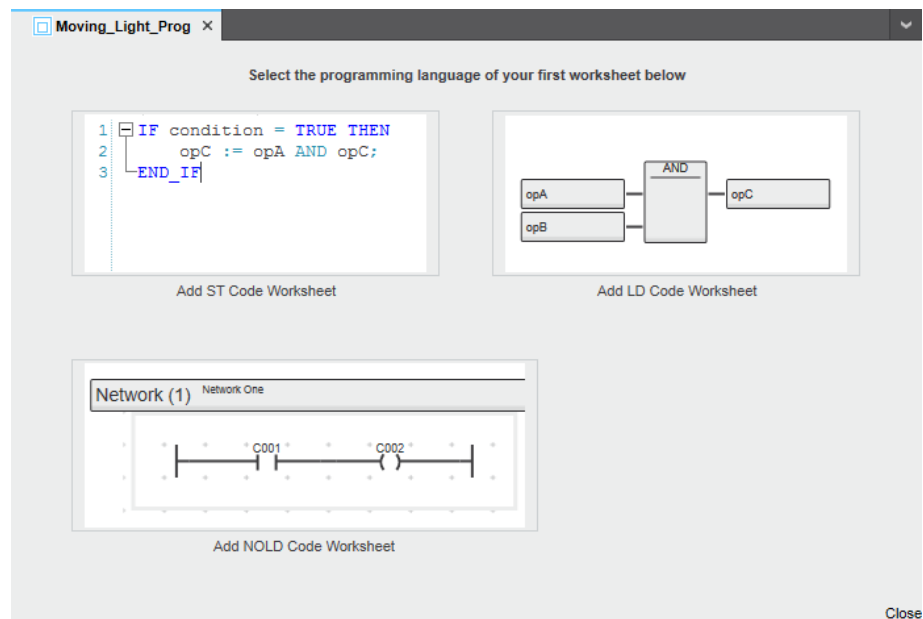 Moving_Light_Prog ×
Select the programming language of your first worksheet below
1 IF condition = TRUE THEN
2 opC := opA AND opC;
3 END_IF
Add ST Code Worksheet
AND
opA
opC
opB
Add LD Code Worksheet
Network (1) Network One
C001 C002
Add NOLD Code Worksheet
Close